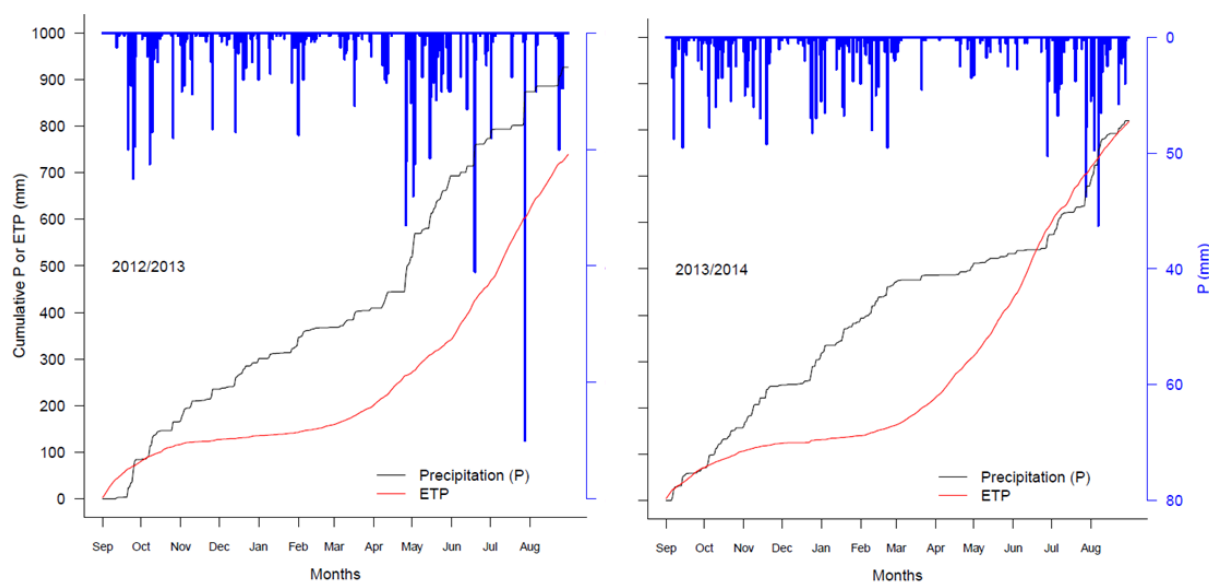 1000
900
800
700
600
500
400
300
200
100
0
Cumulative P or ETP (mm)
2012/2013
Precipitation (P)
ETP
Sep Oct Nov Dec Jan Feb Mar Apr May Jun Jul Aug
Months
2013/2014
Precipitation (P)
ETP
Sep Oct Nov Dec Jan Feb Mar Apr May Jun Jul Aug
Months
0
50
40
60
80
P (mm)